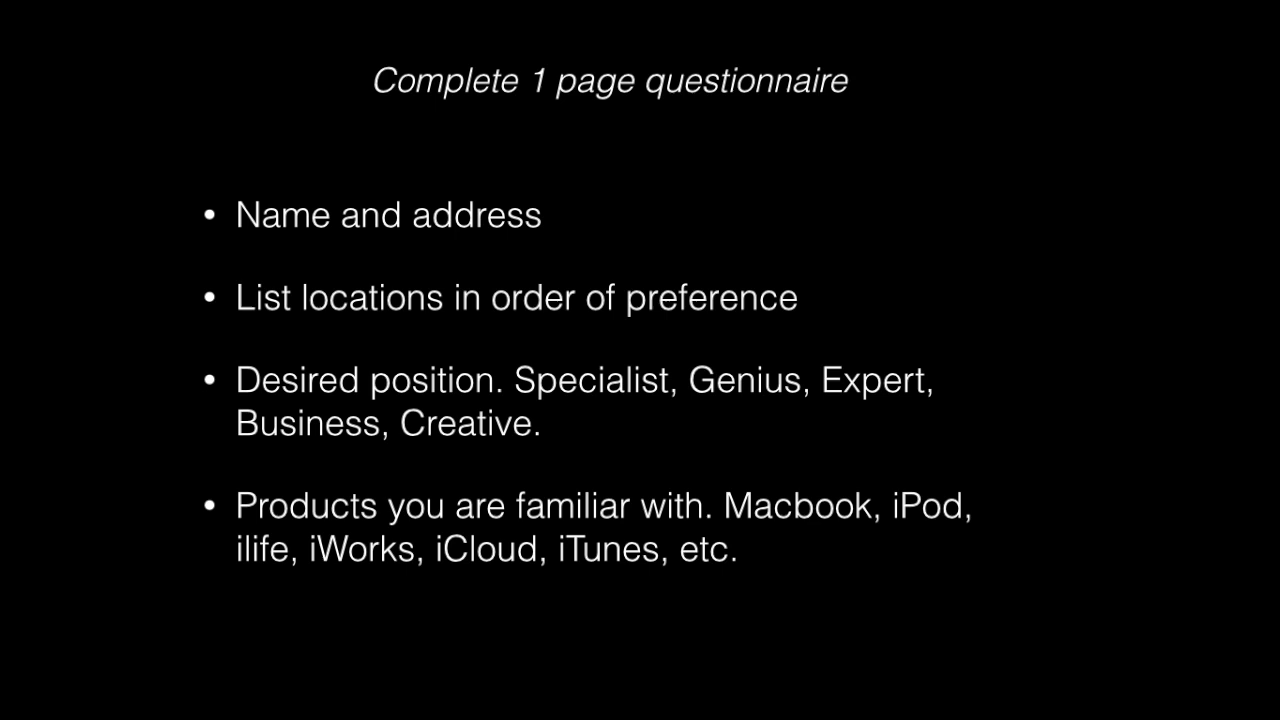 Complete 1 page questionnaire
• Name and address
• List locations in order of preference
• Desired position. Specialist, Genius, Expert,
Business, Creative.
• Products you are familiar with. Macbook, iPod,
ilife, iWorks, iCloud, iTunes, etc.